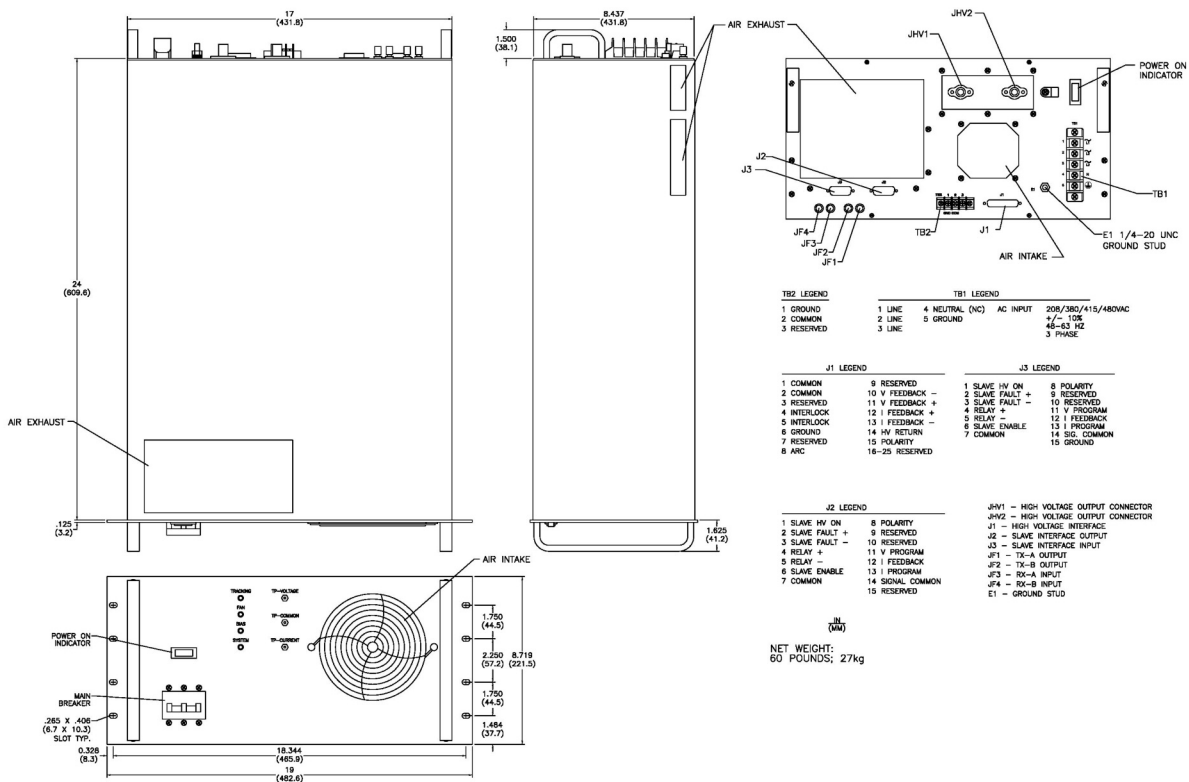 17
(431.8)
8.437
(431.8)
1.500
(38.1)
AIR EXHAUST
JHV2
JHV1
POWER ON
INDICATOR
J2
J3
J3
J2
TB1
1
2
3
4
N
5
E1
TB2 1 2 3
J1
TB1
JF4
JF3
JF2
JF1
TB2
J1
E1 1/4-20 UNC
GROUND STUD
AIR INTAKE
24
(609.6)
AIR EXHAUST
.125
(3.2)
1.625
(41.2)
TB2 LEGEND
1 GROUND
2 COMMON
3 RESERVED
TB1 LEGEND
1 LINE 4 NEUTRAL (NC) AC INPUT 208/380/415/480VAC
2 LINE 5 GROUND +/- 10%
3 LINE 48-63 HZ
3 PHASE
J1 LEGEND
1 COMMON 9 RESERVED
2 COMMON 10 V FEEDBACK -
3 RESERVED 11 V FEEDBACK +
4 INTERLOCK 12 I FEEDBACK +
5 INTERLOCK 13 I FEEDBACK -
6 GROUND 14 HV RETURN
7 RESERVED 15 POLARITY
8 ARC 16-25 RESERVED
J3 LEGEND
1 SLAVE HV ON 8 POLARITY
2 SLAVE FAULT + 9 RESERVED
3 SLAVE FAULT - 10 RESERVED
4 RELAY + 11 V PROGRAM
5 RELAY - 12 I FEEDBACK
6 SLAVE ENABLE 13 I PROGRAM
7 COMMON 14 SIG. COMMON
15 GROUND
J2 LEGEND
1 SLAVE HV ON 8 POLARITY
2 SLAVE FAULT + 9 RESERVED
3 SLAVE FAULT - 10 RESERVED
4 RELAY + 11 V PROGRAM
5 RELAY - 12 I FEEDBACK
6 SLAVE ENABLE 13 I PROGRAM
7 COMMON 14 SIGNAL COMMON
15 RESERVED
JHV1 - HIGH VOLTAGE OUTPUT CONNECTOR
JHV2 - HIGH VOLTAGE OUTPUT CONNECTOR
J1 - HIGH VOLTAGE INTERFACE
J2 - SLAVE INTERFACE OUTPUT
J3 - SLAVE INTERFACE INPUT
JF1 - TX-A OUTPUT
JF2 - TX-B OUTPUT
JF3 - RX-A INPUT
JF4 - RX-B INPUT
E1 - GROUND STUD
IN
(MM)
NET WEIGHT:
60 POUNDS; 27kg
AIR INTAKE
TRACKING TP-VOLTAGE
FAN
TP-COMMON
BIAS
SYSTEM TP-CURRENT
POWER ON
INDICATOR
MAIN
BREAKER
.265 X .406
(6.7 X 10.3)
SLOT TYP.
1.750
(44.5)
2.250
(57.2)
8.719
(221.5)
1.750
(44.5)
1.484
(37.7)
0.328
(8.3)
18.344
(465.9)
19
(482.6)